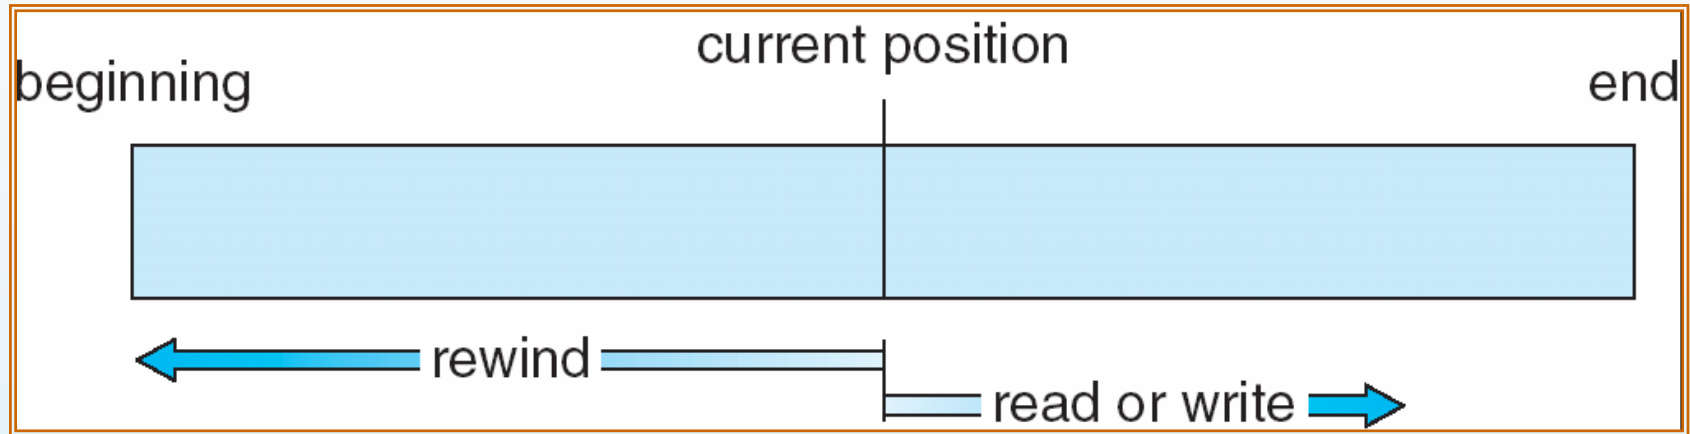 current position
beginning
end
rewind
read or write